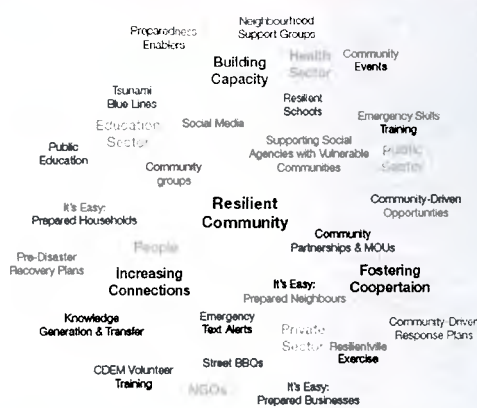 Neighbourhood
Support Groups
Preparedness
Enablers
Building
Capacity
Health
Sector
Community
Events
Tsunami
Blue Lines
Resilient
Schools
Education
Sector
Social Media
Emergency Skills
Training
Public
Education
Supporting Social
Agencies with Vulnerable
Communities
Public
Sector
Community
groups
It's Easy:
Prepared Households
Resilient
Community
Community-Driven
Opportunities
People
Community
Partnerships & MOUs
Pre-Disaster
Recovery Plans
Increasing
Connections
It's Easy:
Prepared Neighbours
Fostering
Coopertaion
Knowledge
Generation & Transfer
Emergency
Text Alerts
Private
Sector
Resilientville
Exercise
Community-Driven
Response Plans
CDEM Volunteer
Training
Street BBQs
NGOs
It's Easy:
Prepared Businesses